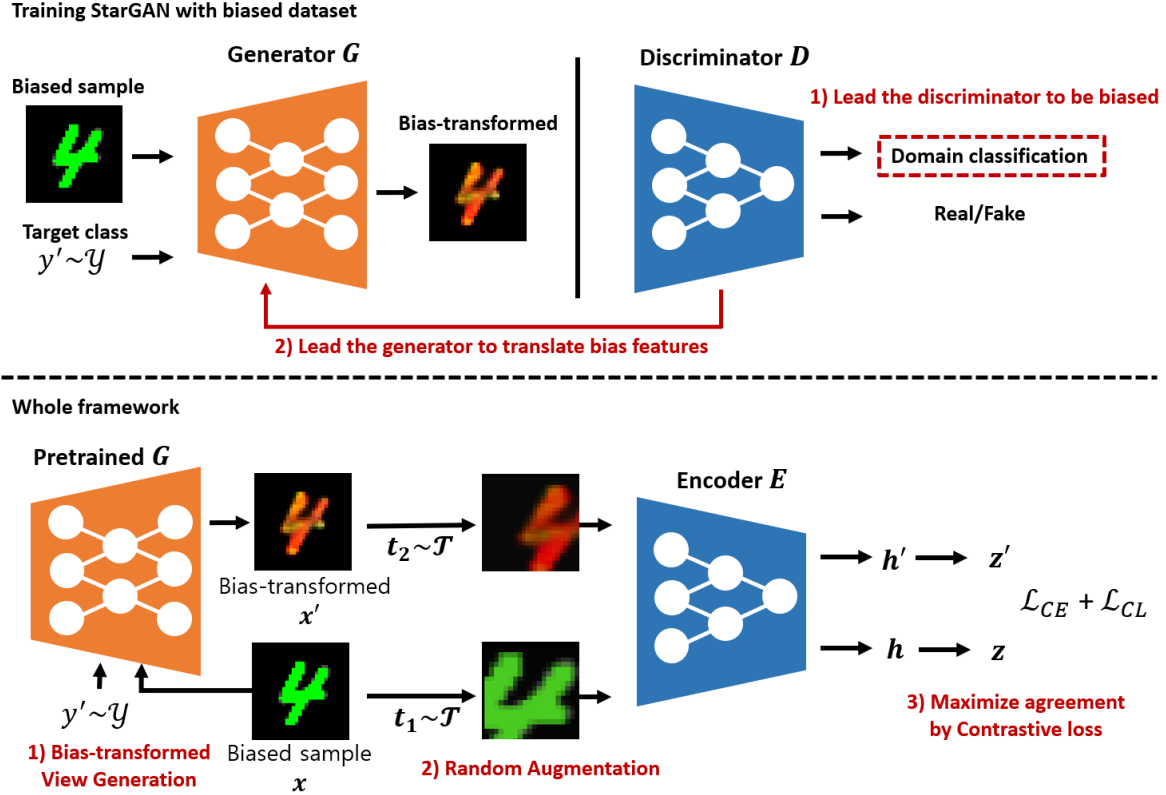 Training StarGAN with biased dataset
Generator G
Discriminator D
Biased sample
Bias-transformed
1) Lead the discriminator to be biased
Domain classification
Target class
y′~𝒴
Real/Fake
2) Lead the generator to translate bias features
Whole framework
Pretrained G
Encoder E
t₂~𝒯
h′
z′
Bias-transformed
x′
ℒ_CE + ℒ_CL
h
z
y′~𝒴
t₁~𝒯
3) Maximize agreement
by Contrastive loss
1) Bias-transformed
View Generation
Biased sample
x
2) Random Augmentation